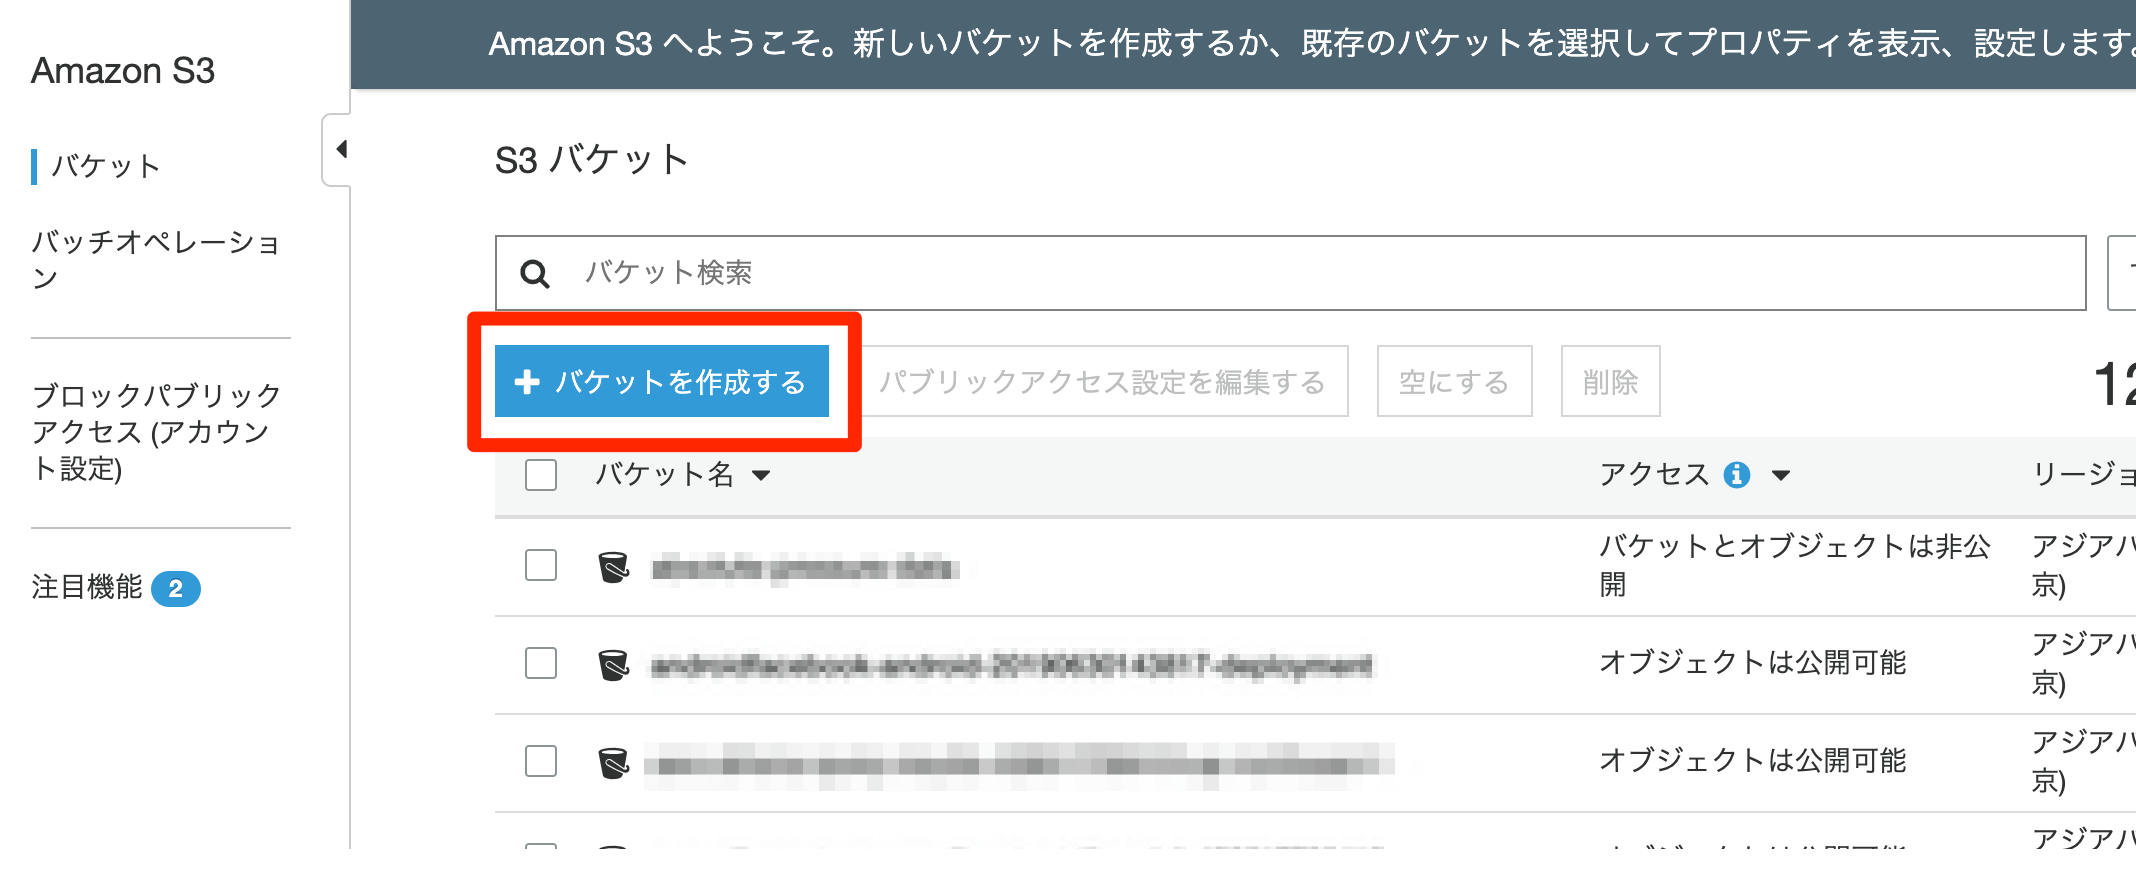 Amazon S3 へようこそ。新しいバケットを作成するか、既存のバケットを選択してプロパティを表示、設定します。
Amazon S3
バケット
バッチオペレーショ
ン
ブロックパブリック
アクセス (アカウン
ト設定)
注目機能 2
S3 バケット
バケット検索
バケットを作成する
パブリックアクセス設定を編集する
空にする
削除
12
バケット名
アクセス
リージョ
バケットとオブジェクトは非公
開
アジアパ
京)
オブジェクトは公開可能
アジアパ
京)
オブジェクトは公開可能
アジアパ
京)
アジアパ